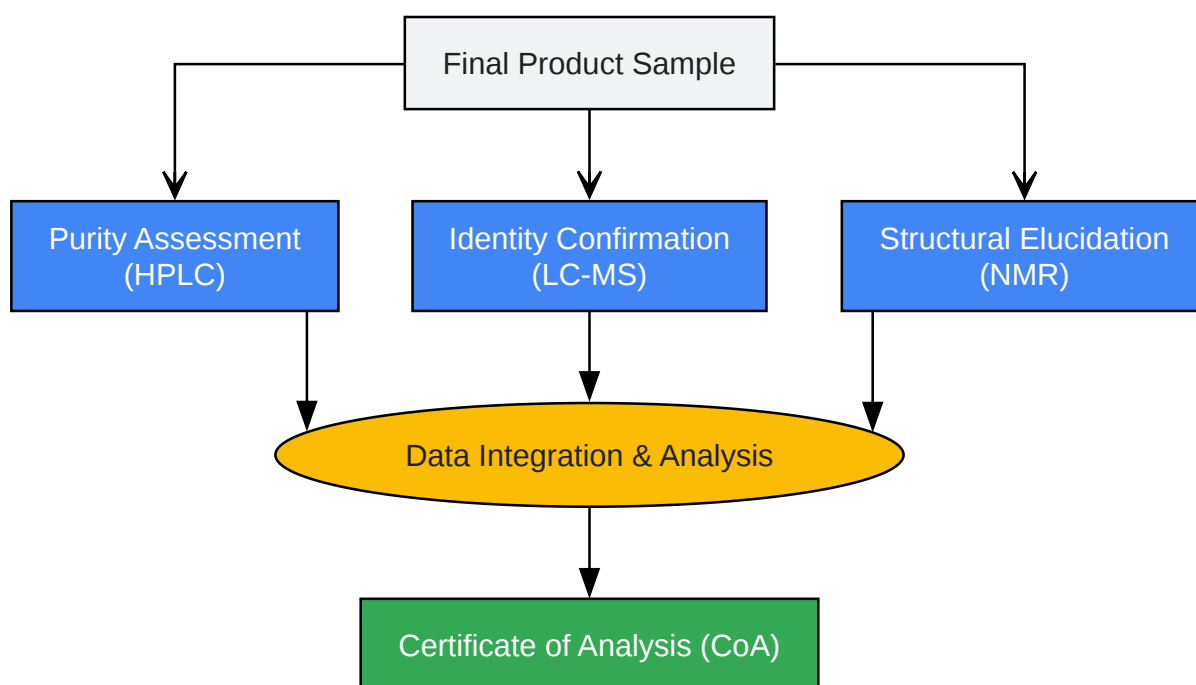 Final Product Sample
Purity Assessment
(HPLC)
Identity Confirmation
(LC-MS)
Structural Elucidation
(NMR)
Data Integration & Analysis
Certificate of Analysis (CoA)